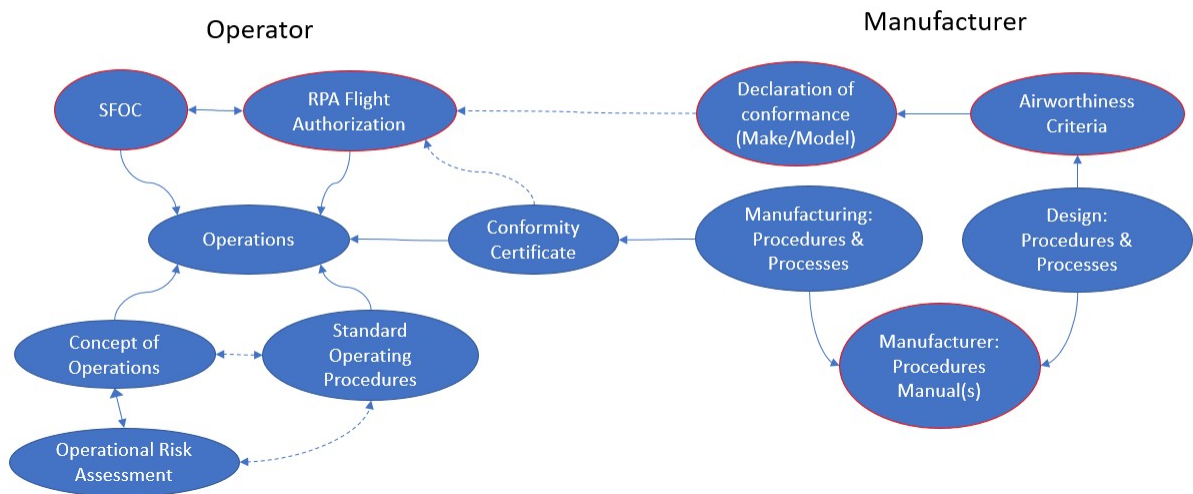 Operator
Manufacturer
SFOC
RPA Flight
Authorization
Declaration of
conformance
(Make/Model)
Airworthiness
Criteria
Operations
Conformity
Certificate
Manufacturing:
Procedures &
Processes
Design:
Procedures &
Processes
Concept of
Operations
Standard
Operating
Procedures
Manufacturer:
Procedures
Manual(s)
Operational Risk
Assessment